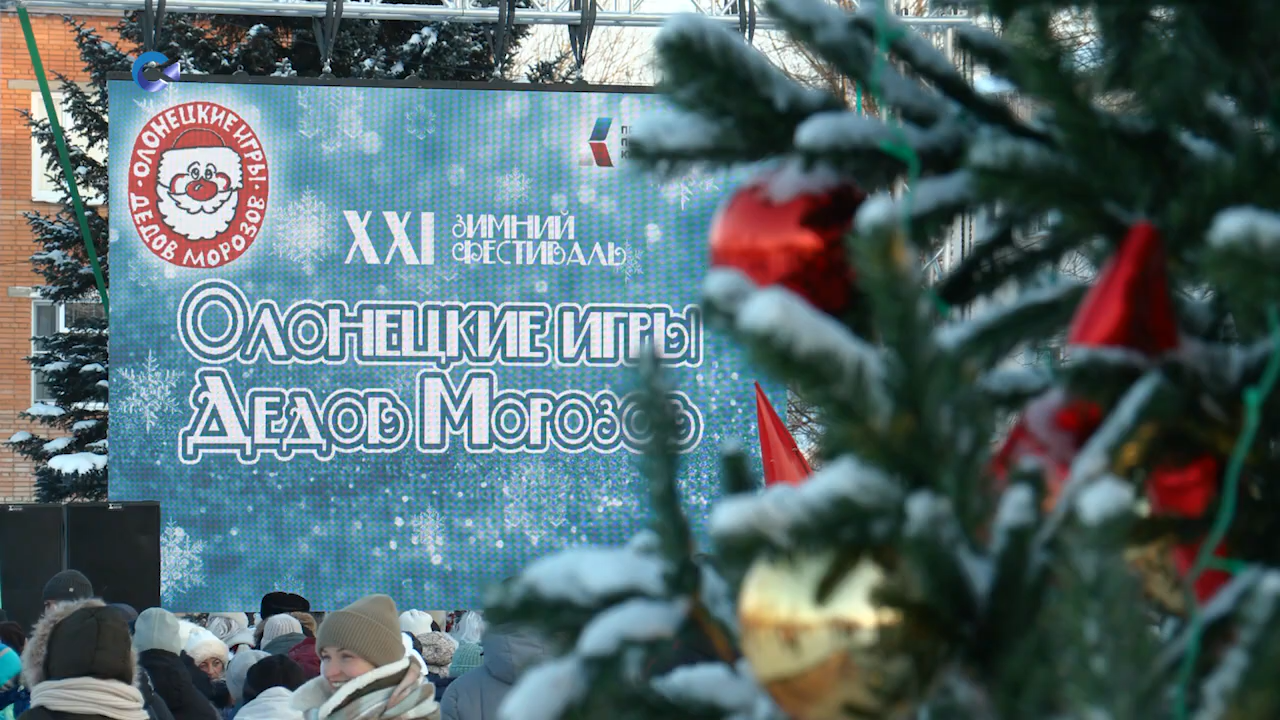 ОЛОНЕЦКИЕ ИГРЫ
ДЕДОВ МОРОЗОВ
XXI ЗИМНИЙ
ФЕСТИВАЛЬ
Олонецкие игры
Дедов Морозов